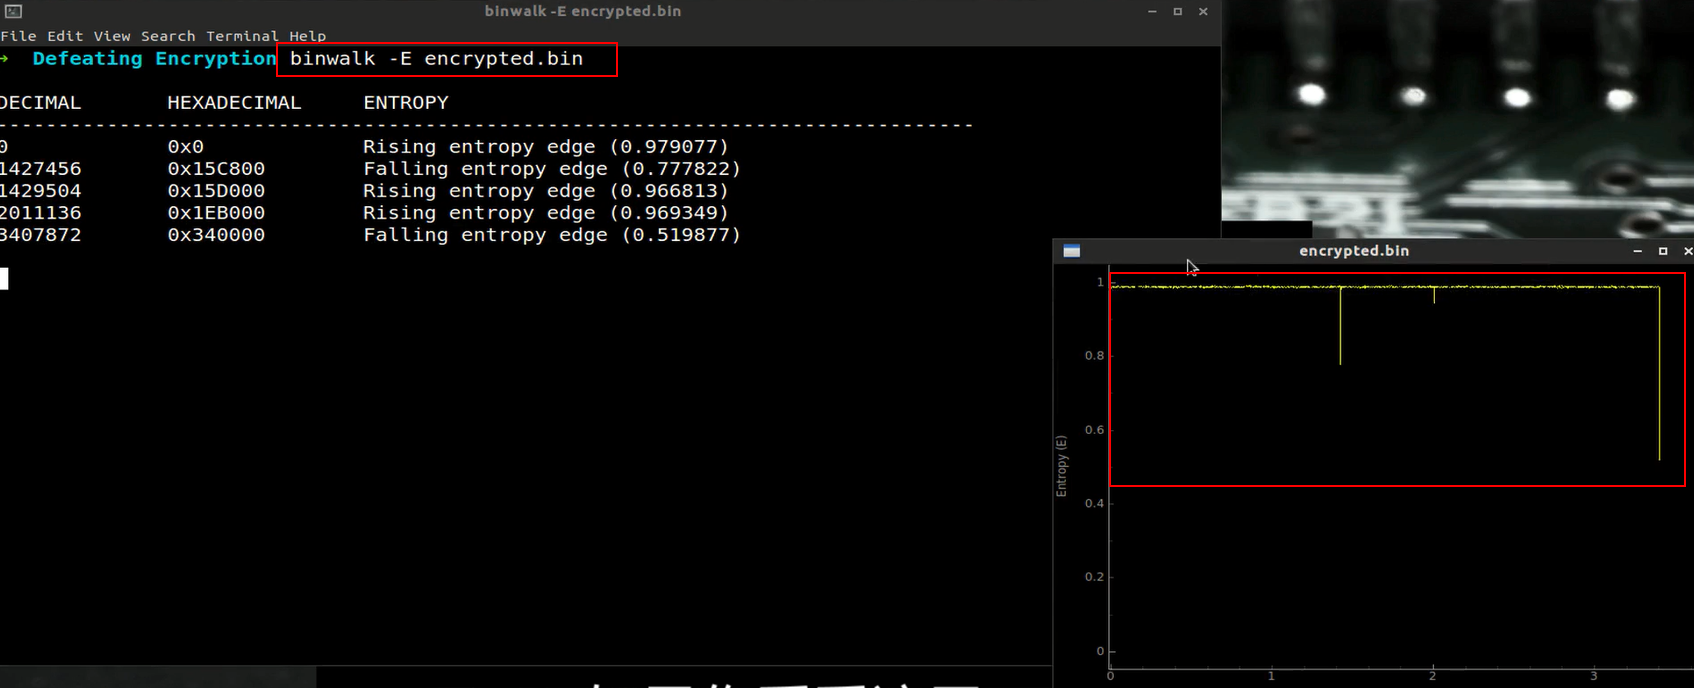 binwalk -E encrypted.bin
File Edit View Search Terminal Help
➜ Defeating Encryption binwalk -E encrypted.bin
DECIMAL HEXADECIMAL ENTROPY
--------------------------------------------------------------------------------
0 0x0 Rising entropy edge (0.979077)
1427456 0x15C800 Falling entropy edge (0.777822)
1429504 0x15D000 Rising entropy edge (0.966813)
2011136 0x1EB000 Rising entropy edge (0.969349)
3407872 0x340000 Falling entropy edge (0.519877)
encrypted.bin
1
0.8
0.6
Entropy (E)
0.4
0.2
0
0 1 2 3